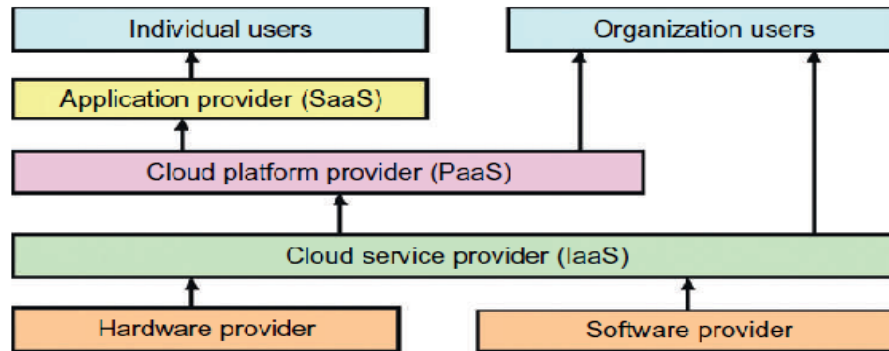 Individual users
Organization users
Application provider (SaaS)
Cloud platform provider (PaaS)
Cloud service provider (IaaS)
Hardware provider
Software provider